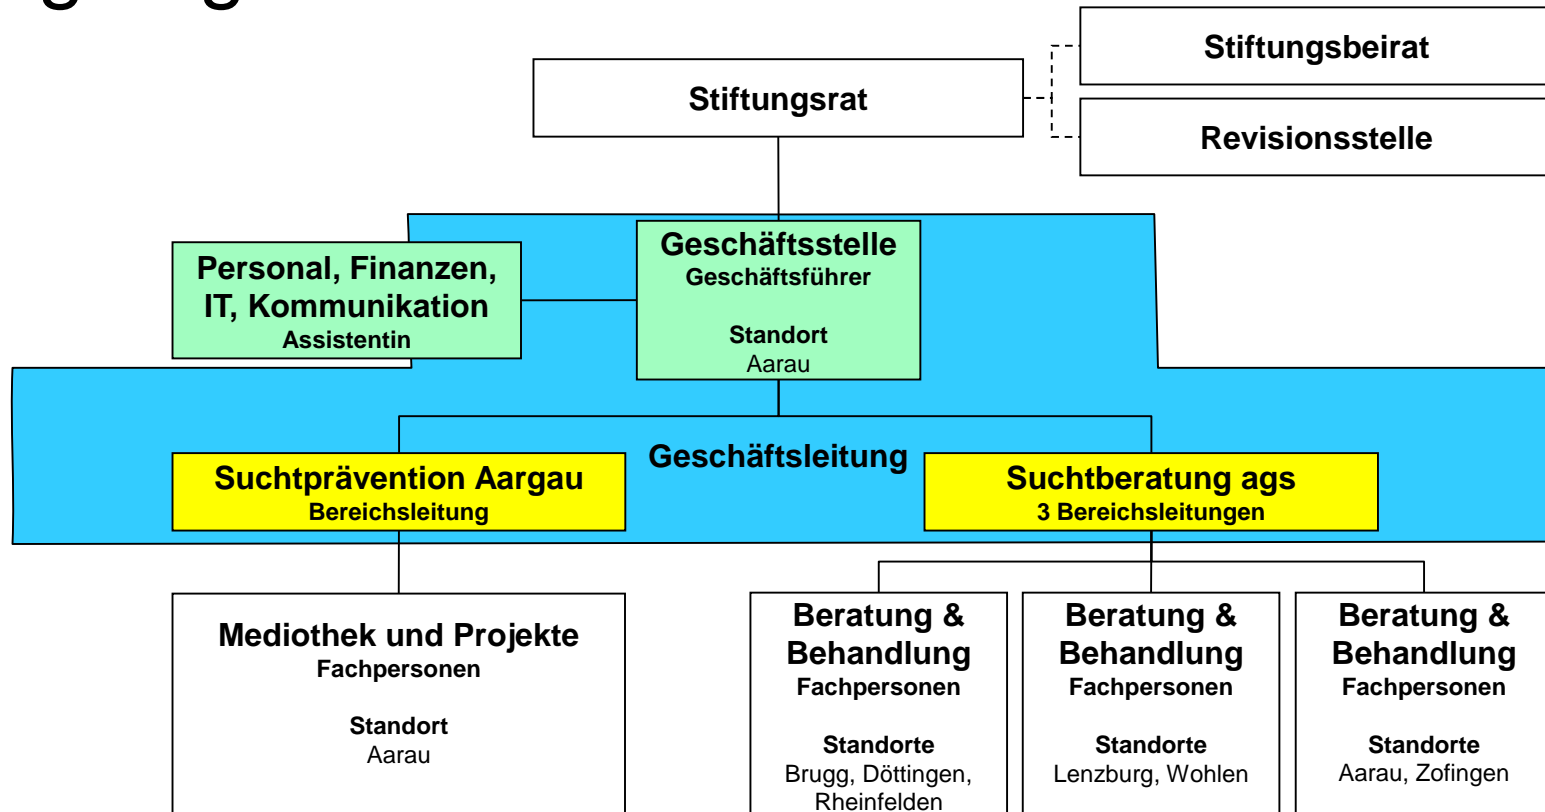 Stiftungsbeirat
Stiftungsrat
Revisionsstelle
Geschäftsstelle
Geschäftsführer
Standort
Aarau
Personal, Finanzen,
IT, Kommunikation
Assistentin
Geschäftsleitung
Suchtprävention Aargau
Bereichsleitung
Suchtberatung ags
3 Bereichsleitungen
Mediothek und Projekte
Fachpersonen
Standort
Aarau
Beratung &
Behandlung
Fachpersonen
Standorte
Brugg, Döttingen,
Rheinfelden
Beratung &
Behandlung
Fachpersonen
Standorte
Lenzburg, Wohlen
Beratung &
Behandlung
Fachpersonen
Standorte
Aarau, Zofingen